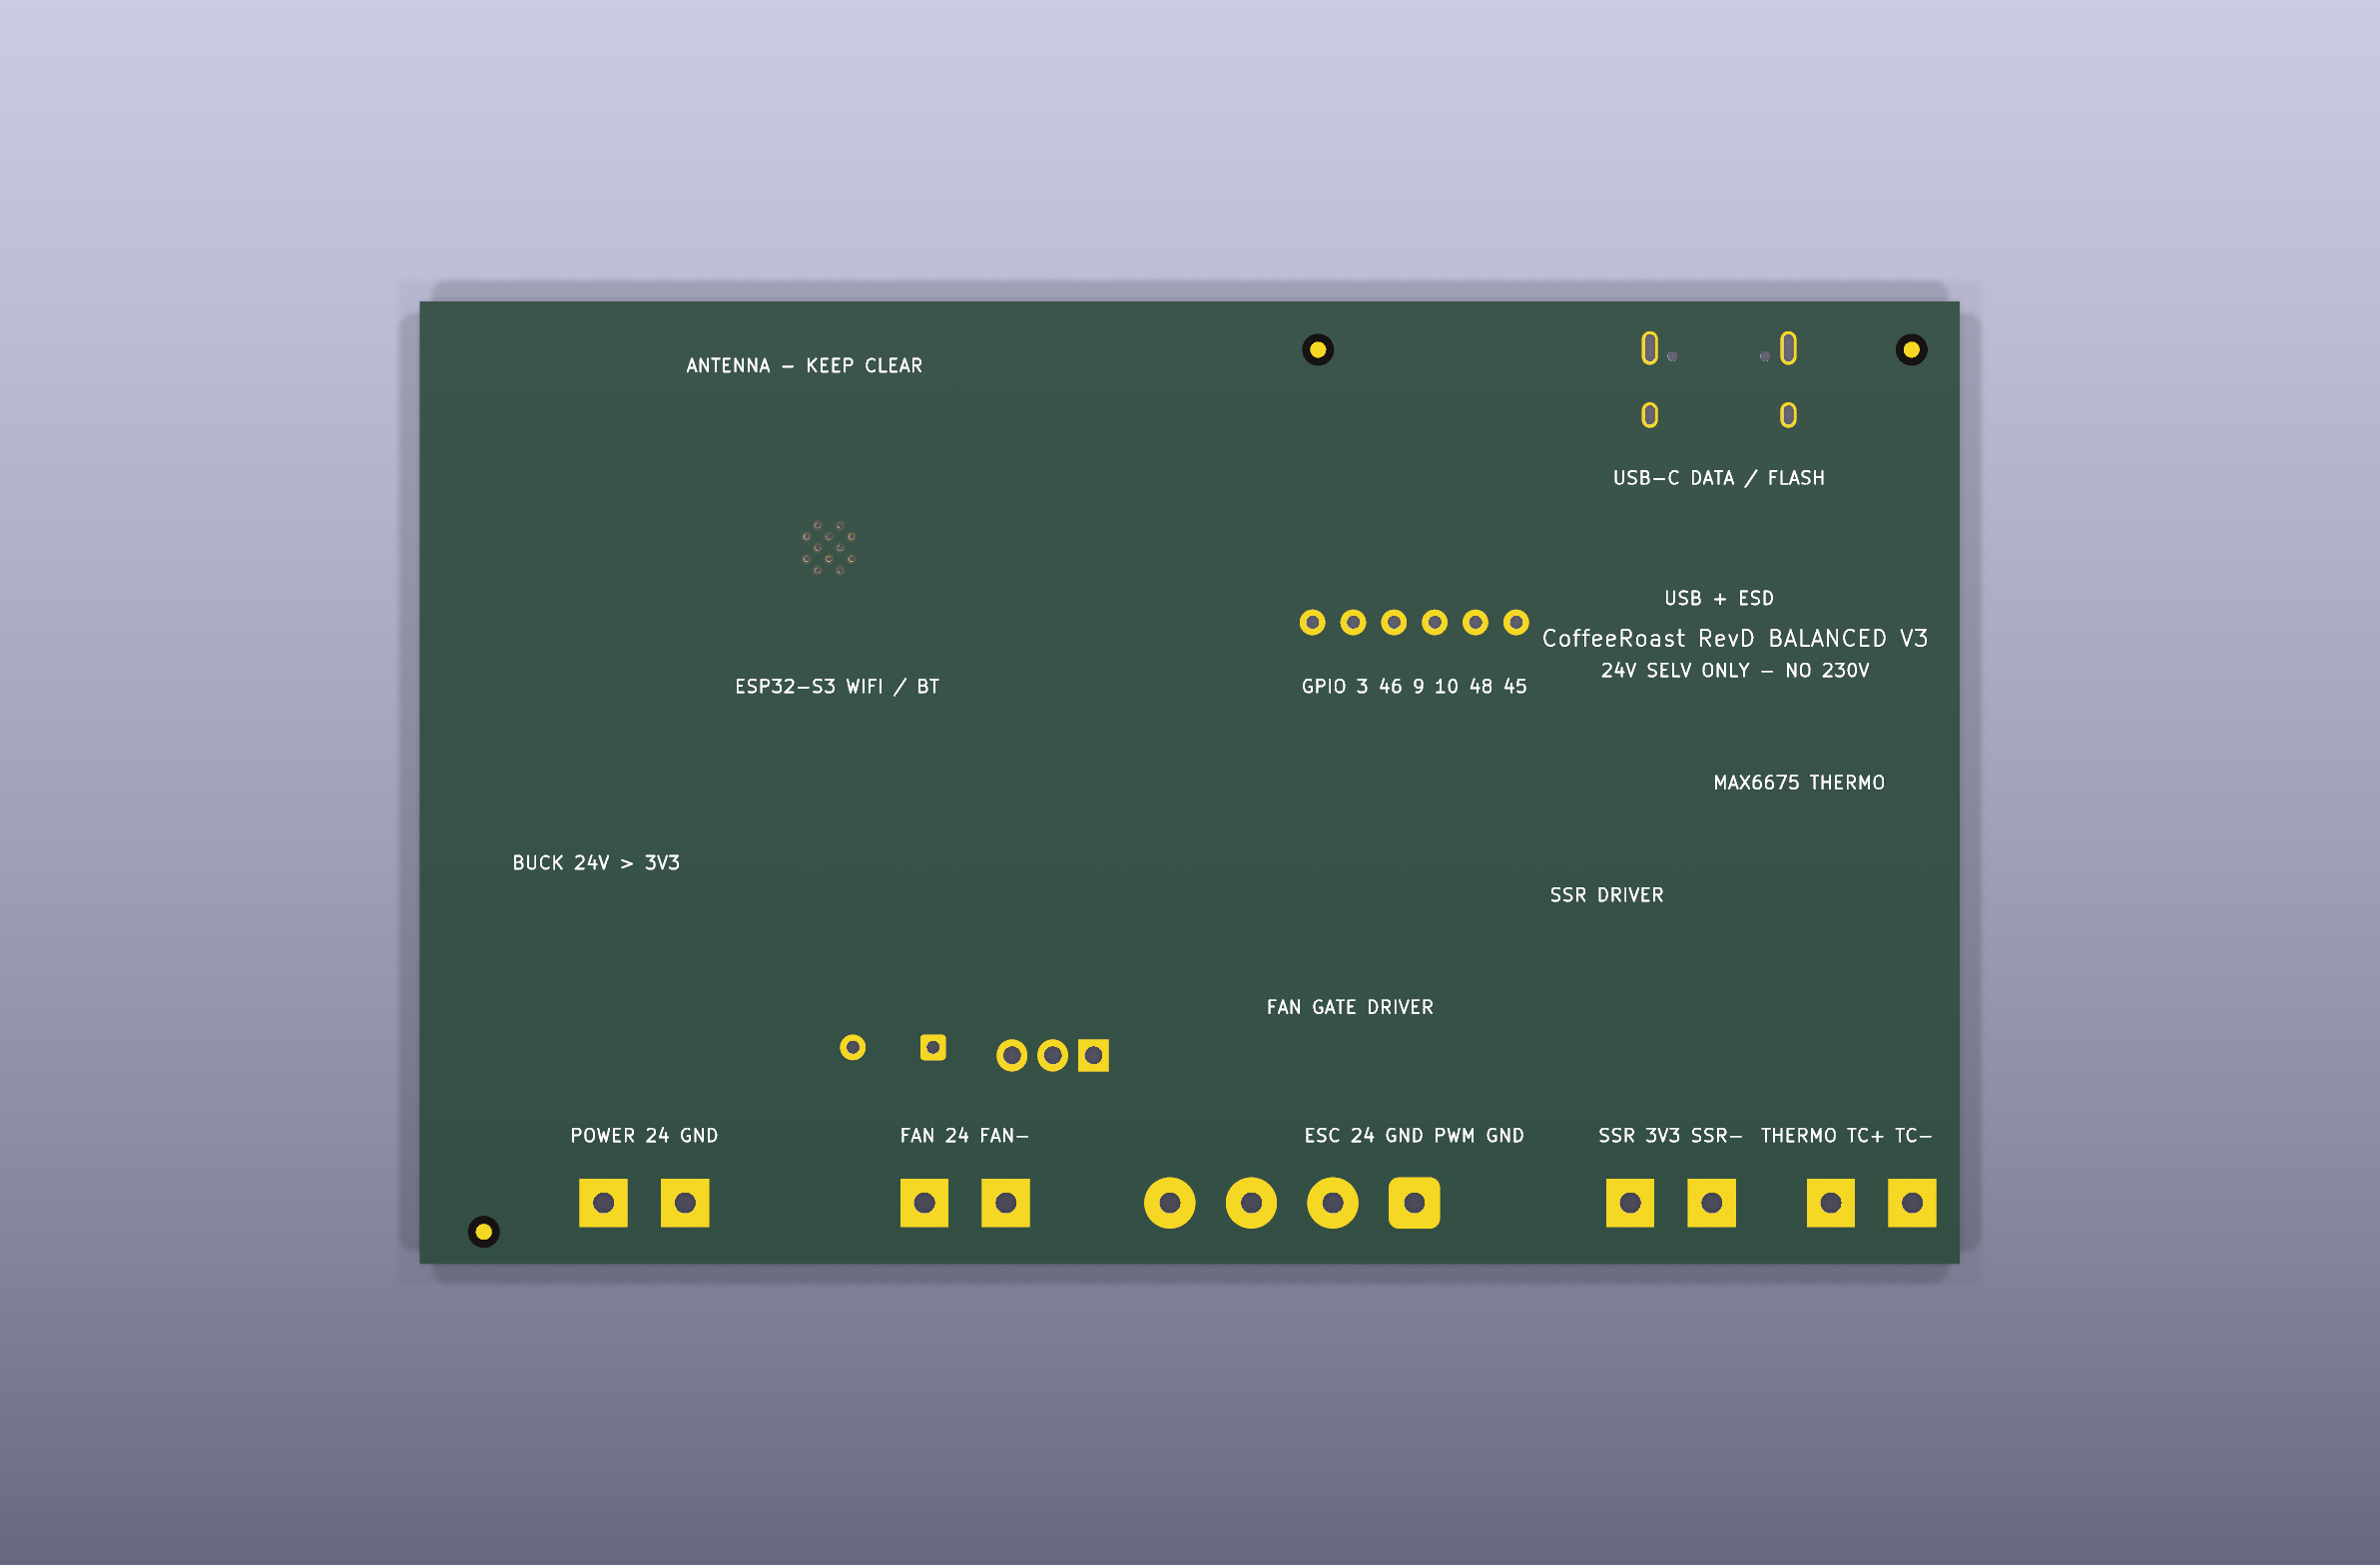 ANTENNA – KEEP CLEAR
USB-C DATA / FLASH
USB + ESD
CoffeeRoast RevD BALANCED V3
24V SELV ONLY – NO 230V
ESP32-S3 WIFI / BT
GPIO 3 46 9 10 48 45
MAX6675 THERMO
BUCK 24V > 3V3
SSR DRIVER
FAN GATE DRIVER
POWER 24 GND
FAN 24 FAN-
ESC 24 GND PWM GND
SSR 3V3 SSR-
THERMO TC+ TC-